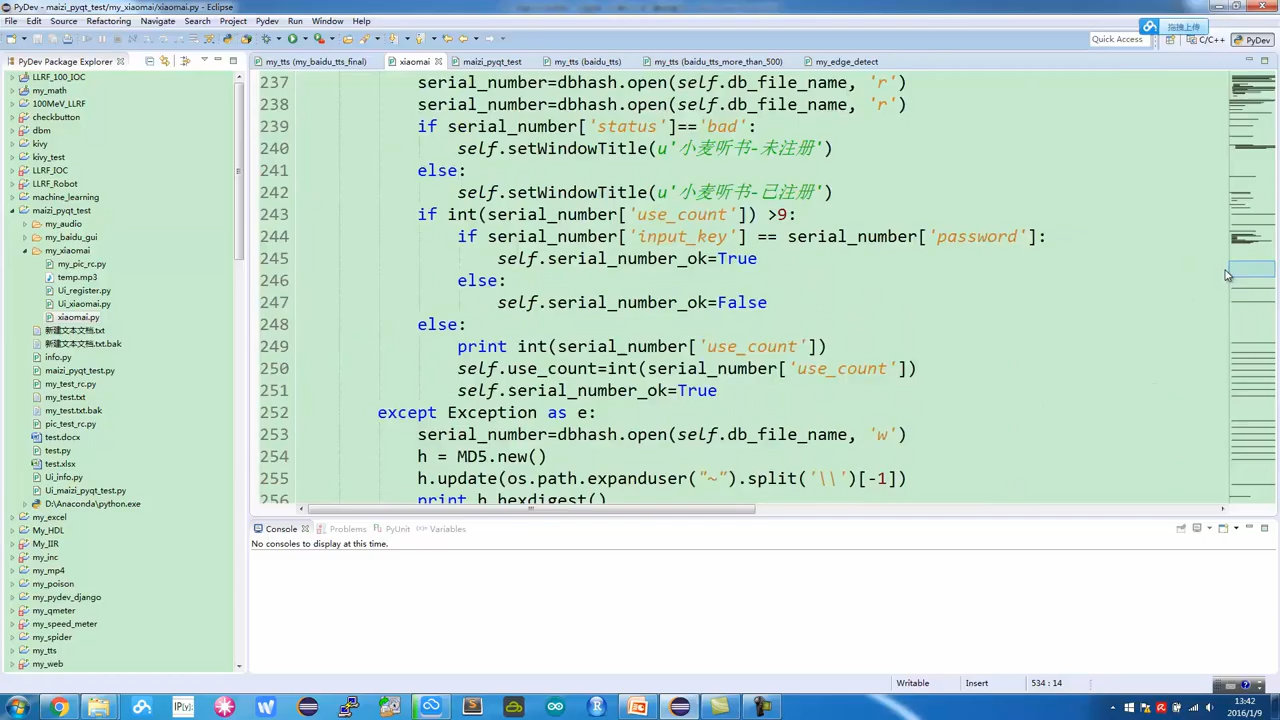 PyDev - maizi_pyqt_test/my_xiaomai/xiaomai.py - Eclipse
File Edit Source Refactoring Navigate Search Project Pydev Run Window Help
拖拽上传
Quick Access
C/C++
PyDev
PyDev Package Explorer
my_tts (my_baidu_tts_final)
xiaomai
maizi_pyqt_test
my_tts (baidu_tts)
my_tts (baidu_tts_more_than_500)
my_edge_detect
LLRF_100_IOC
my_math
100MeV_LLRF
checkbutton
dbm
kivy
kivy_test
LLRF_IOC
LLRF_Robot
machine_learning
maizi_pyqt_test
my_audio
my_baidu_gui
my_xiaomai
my_pic_rc.py
temp.mp3
Ui_register.py
Ui_xiaomai.py
xiaomai.py
新建文本文档.txt
新建文本文档.txt.bak
info.py
maizi_pyqt_test.py
my_test_rc.py
my_test.txt
my_test.txt.bak
pic_test_rc.py
test.docx
test.py
test.xlsx
Ui_info.py
Ui_maizi_pyqt_test.py
D:\Anaconda\python.exe
my_excel
My_HDL
My_IIR
my_inc
my_mp4
my_poison
my_pydev_django
my_qmeter
my_speed_meter
my_spider
my_tts
my_web
237 serial_number=dbhash.open(self.db_file_name, 'r')
238 serial_number=dbhash.open(self.db_file_name, 'r')
239 if serial_number['status']=='bad':
240 self.setWindowTitle(u'小麦听书-未注册')
241 else:
242 self.setWindowTitle(u'小麦听书-已注册')
243 if int(serial_number['use_count']) >9:
244 if serial_number['input_key'] == serial_number['password']:
245 self.serial_number_ok=True
246 else:
247 self.serial_number_ok=False
248 else:
249 print int(serial_number['use_count'])
250 self.use_count=int(serial_number['use_count'])
251 self.serial_number_ok=True
252 except Exception as e:
253 serial_number=dbhash.open(self.db_file_name, 'w')
254 h = MD5.new()
255 h.update(os.path.expanduser("~").split('\\')[-1])
256 print h.hexdigest()
Console Problems PyUnit Variables
No consoles to display at this time.
Writable Insert 534 : 14
13:42
2016/1/9